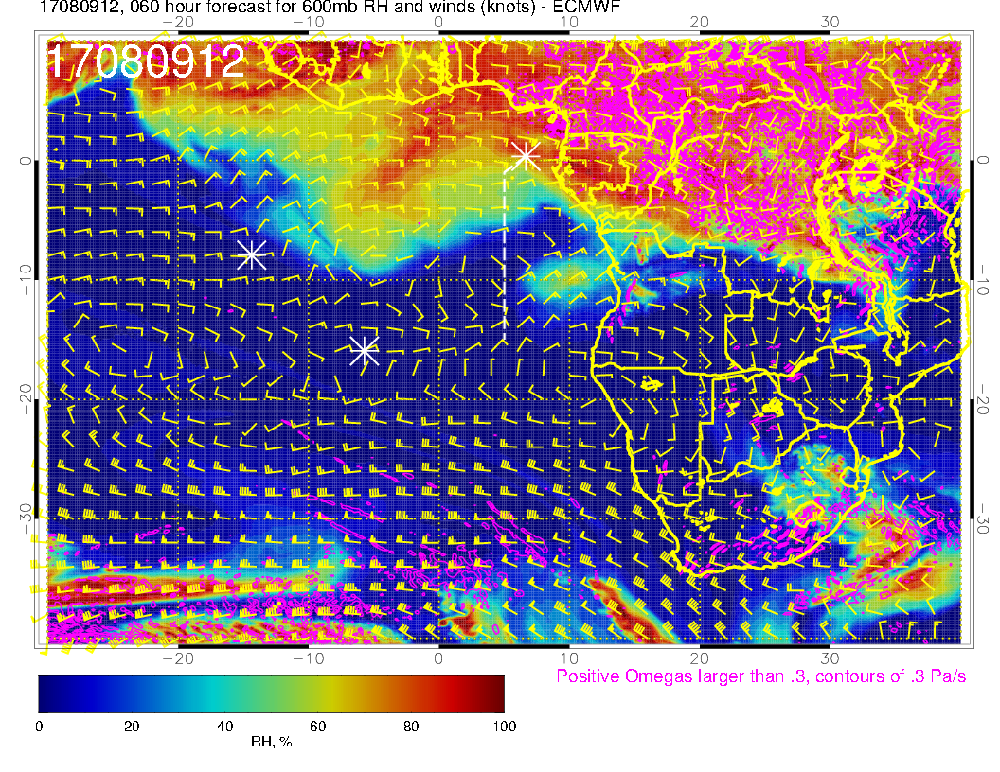 17080912, 060 hour forecast for 600mb RH and winds (knots) - ECMWF
-20 -10 0 10 20 30
17080912
0 0
-10 -10
-20 -20
-30 -30
-20 -10 0 10 20 30
Positive Omegas larger than .3, contours of .3 Pa/s
0 20 40 60 80 100
RH, %